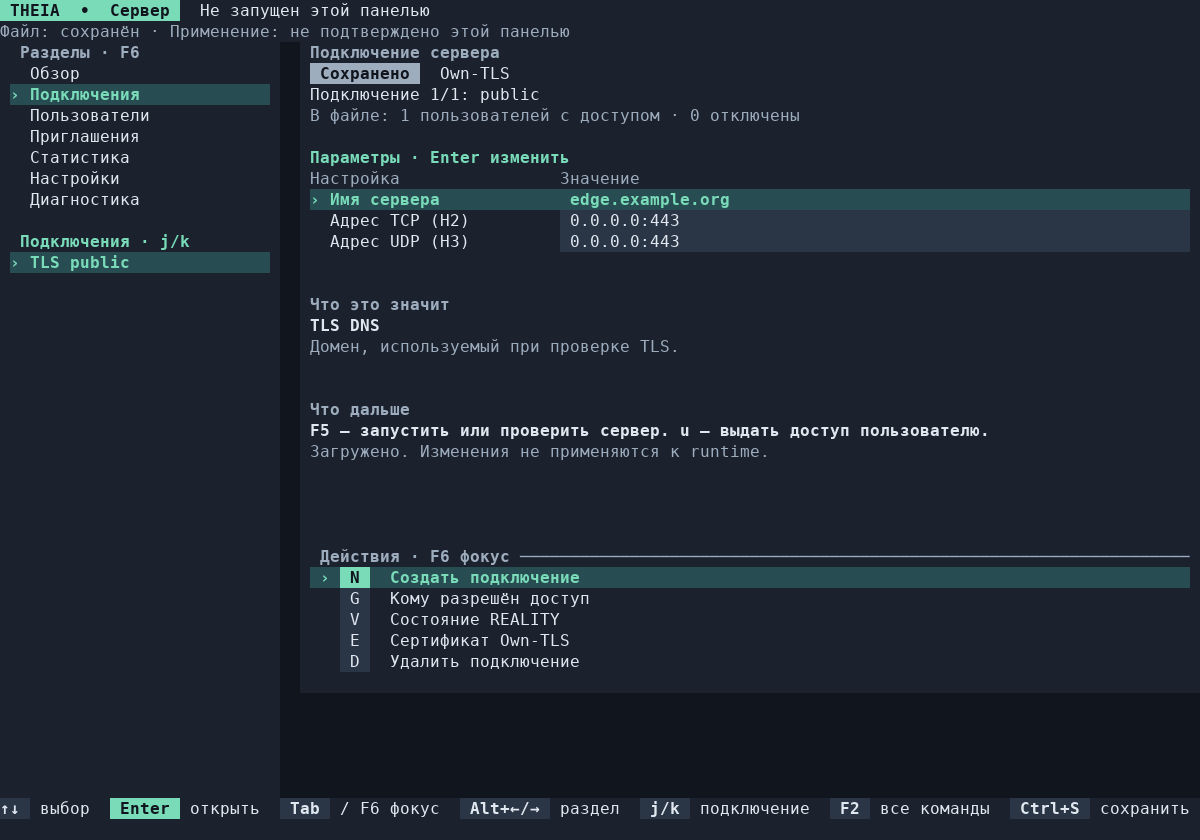 THEIA • Сервер Не запущен этой панелью
Файл: сохранён · Применение: не подтверждено этой панелью
Разделы · F6
Обзор
› Подключения
Пользователи
Приглашения
Статистика
Настройки
Диагностика
Подключения · j/k
› TLS public
Подключение сервера
Сохранено Own-TLS
Подключение 1/1: public
В файле: 1 пользователей с доступом · 0 отключены
Параметры · Enter изменить
Настройка Значение
› Имя сервера edge.example.org
Адрес TCP (H2) 0.0.0.0:443
Адрес UDP (H3) 0.0.0.0:443
Что это значит
TLS DNS
Домен, используемый при проверке TLS.
Что дальше
F5 — запустить или проверить сервер. u — выдать доступ пользователю.
Загружено. Изменения не применяются к runtime.
Действия · F6 фокус
› N Создать подключение
G Кому разрешён доступ
V Состояние REALITY
E Сертификат Own-TLS
D Удалить подключение
↑↓ выбор Enter открыть Tab / F6 фокус Alt+←/→ раздел j/k подключение F2 все команды Ctrl+S сохранить